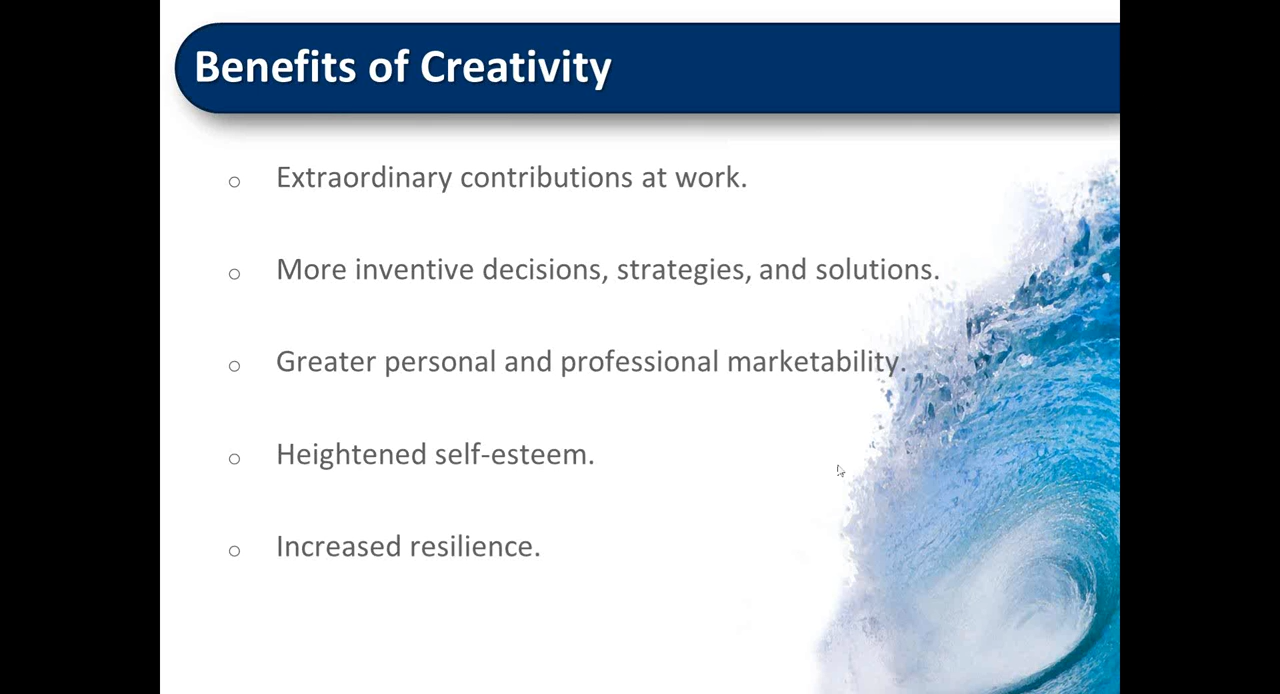 Benefits of Creativity
Extraordinary contributions at work.
More inventive decisions, strategies, and solutions.
Greater personal and professional marketability.
Heightened self-esteem.
Increased resilience.